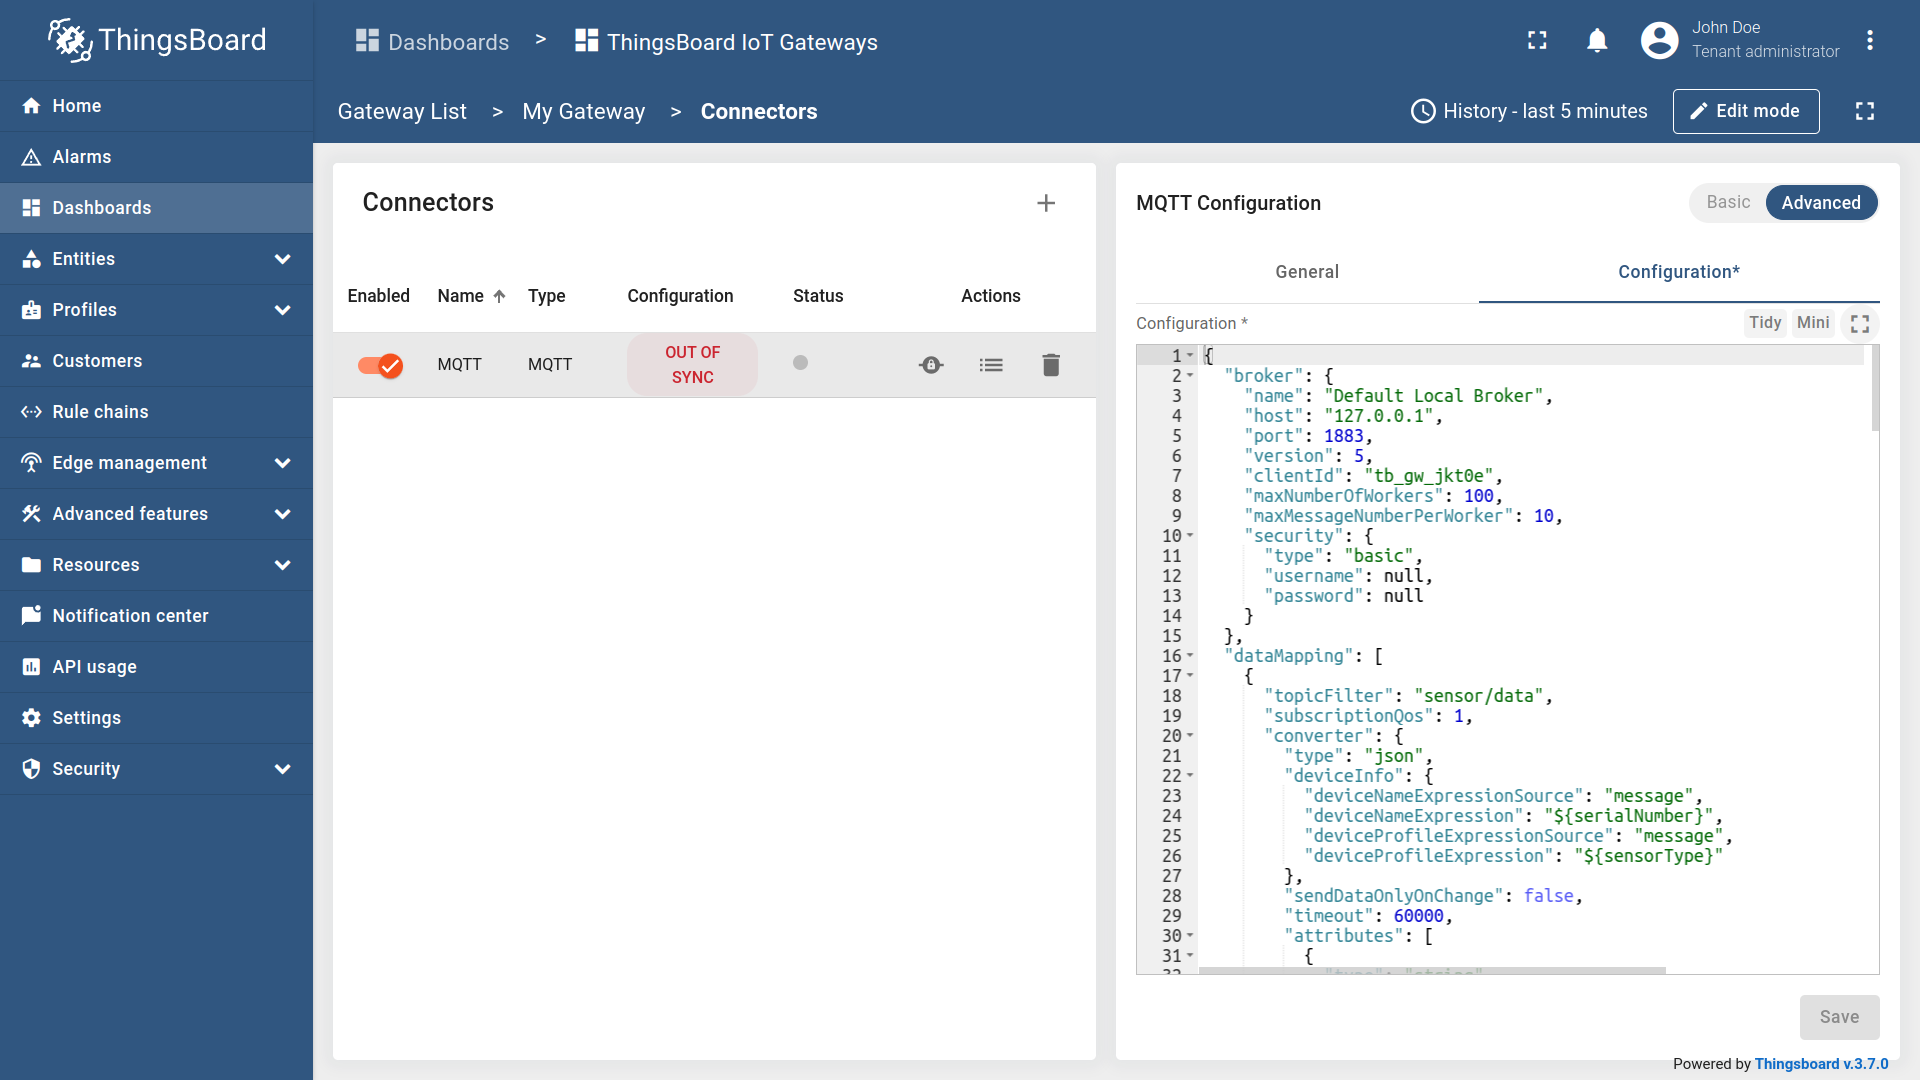 ThingsBoard
Dashboards > ThingsBoard IoT Gateways
John Doe
Tenant administrator
Gateway List > My Gateway > Connectors
History - last 5 minutes
Edit mode
Home
Alarms
Dashboards
Entities
Profiles
Customers
Rule chains
Edge management
Advanced features
Resources
Notification center
API usage
Settings
Security
Connectors
Enabled Name Type Configuration Status Actions
MQTT MQTT OUT OF
SYNC
MQTT Configuration
Basic Advanced
General Configuration*
Configuration * Tidy Mini
1 {
2 "broker": {
3 "name": "Default Local Broker",
4 "host": "127.0.0.1",
5 "port": 1883,
6 "version": 5,
7 "clientId": "tb_gw_jkt0e",
8 "maxNumberOfWorkers": 100,
9 "maxMessageNumberPerWorker": 10,
10 "security": {
11 "type": "basic",
12 "username": null,
13 "password": null
14 }
15 },
16 "dataMapping": [
17 {
18 "topicFilter": "sensor/data",
19 "subscriptionQos": 1,
20 "converter": {
21 "type": "json",
22 "deviceInfo": {
23 "deviceNameExpressionSource": "message",
24 "deviceNameExpression": "${serialNumber}",
25 "deviceProfileExpressionSource": "message",
26 "deviceProfileExpression": "${sensorType}"
27 },
28 "sendDataOnlyOnChange": false,
29 "timeout": 60000,
30 "attributes": [
31 {
Save
Powered by Thingsboard v.3.7.0